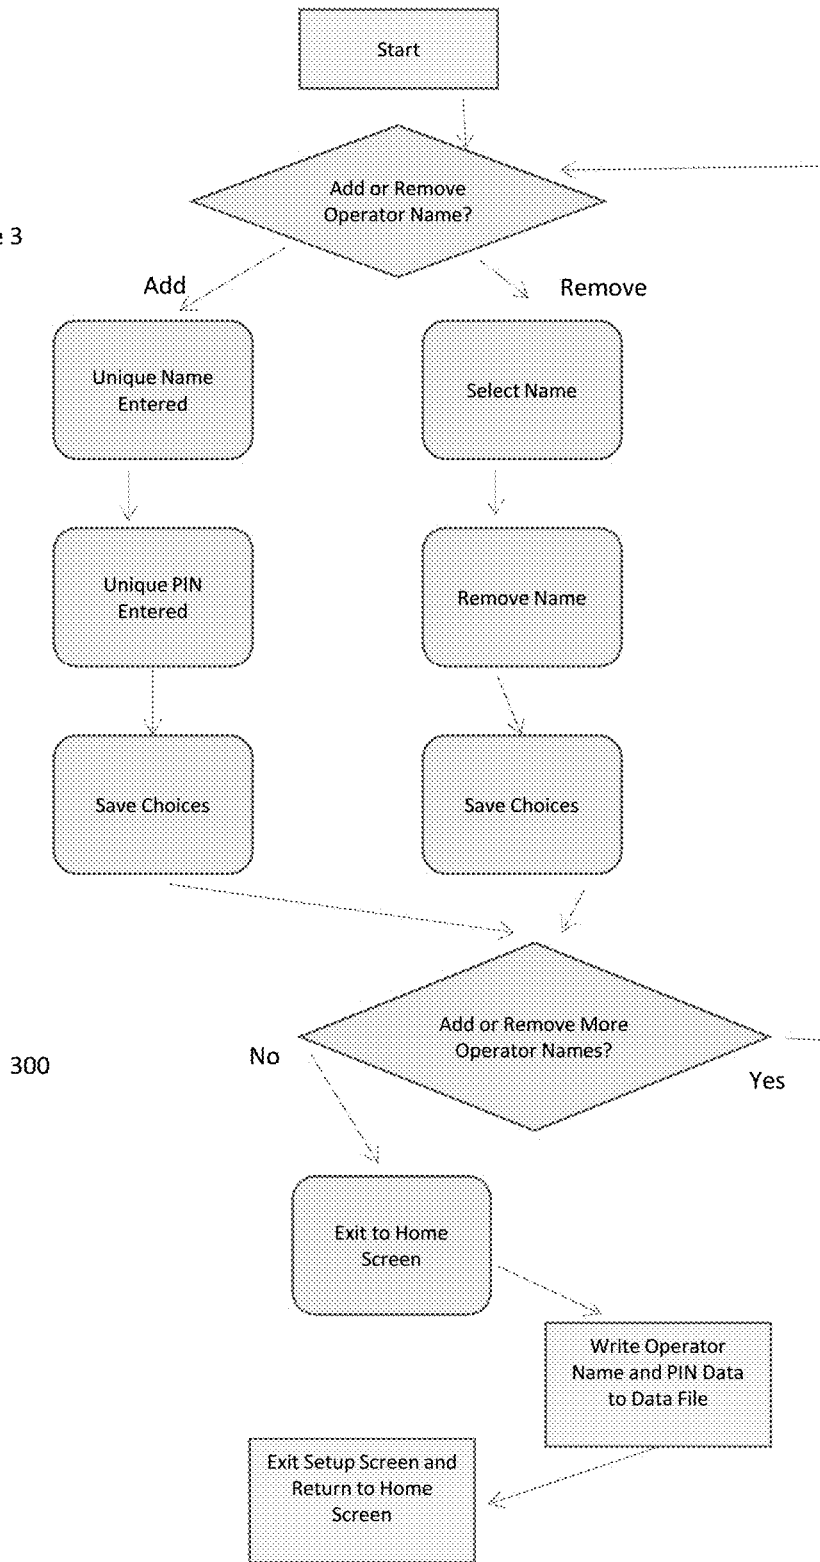 Start
Add or Remove
Operator Name?
e 3
Add
Remove
Unique Name
Entered
Select Name
Unique PIN
Entered
Remove Name
Save Choices
Save Choices
Add or Remove More
Operator Names?
300
No
Yes
Exit to Home
Screen
Write Operator
Name and PIN Data
to Data File
Exit Setup Screen and
Return to Home
Screen